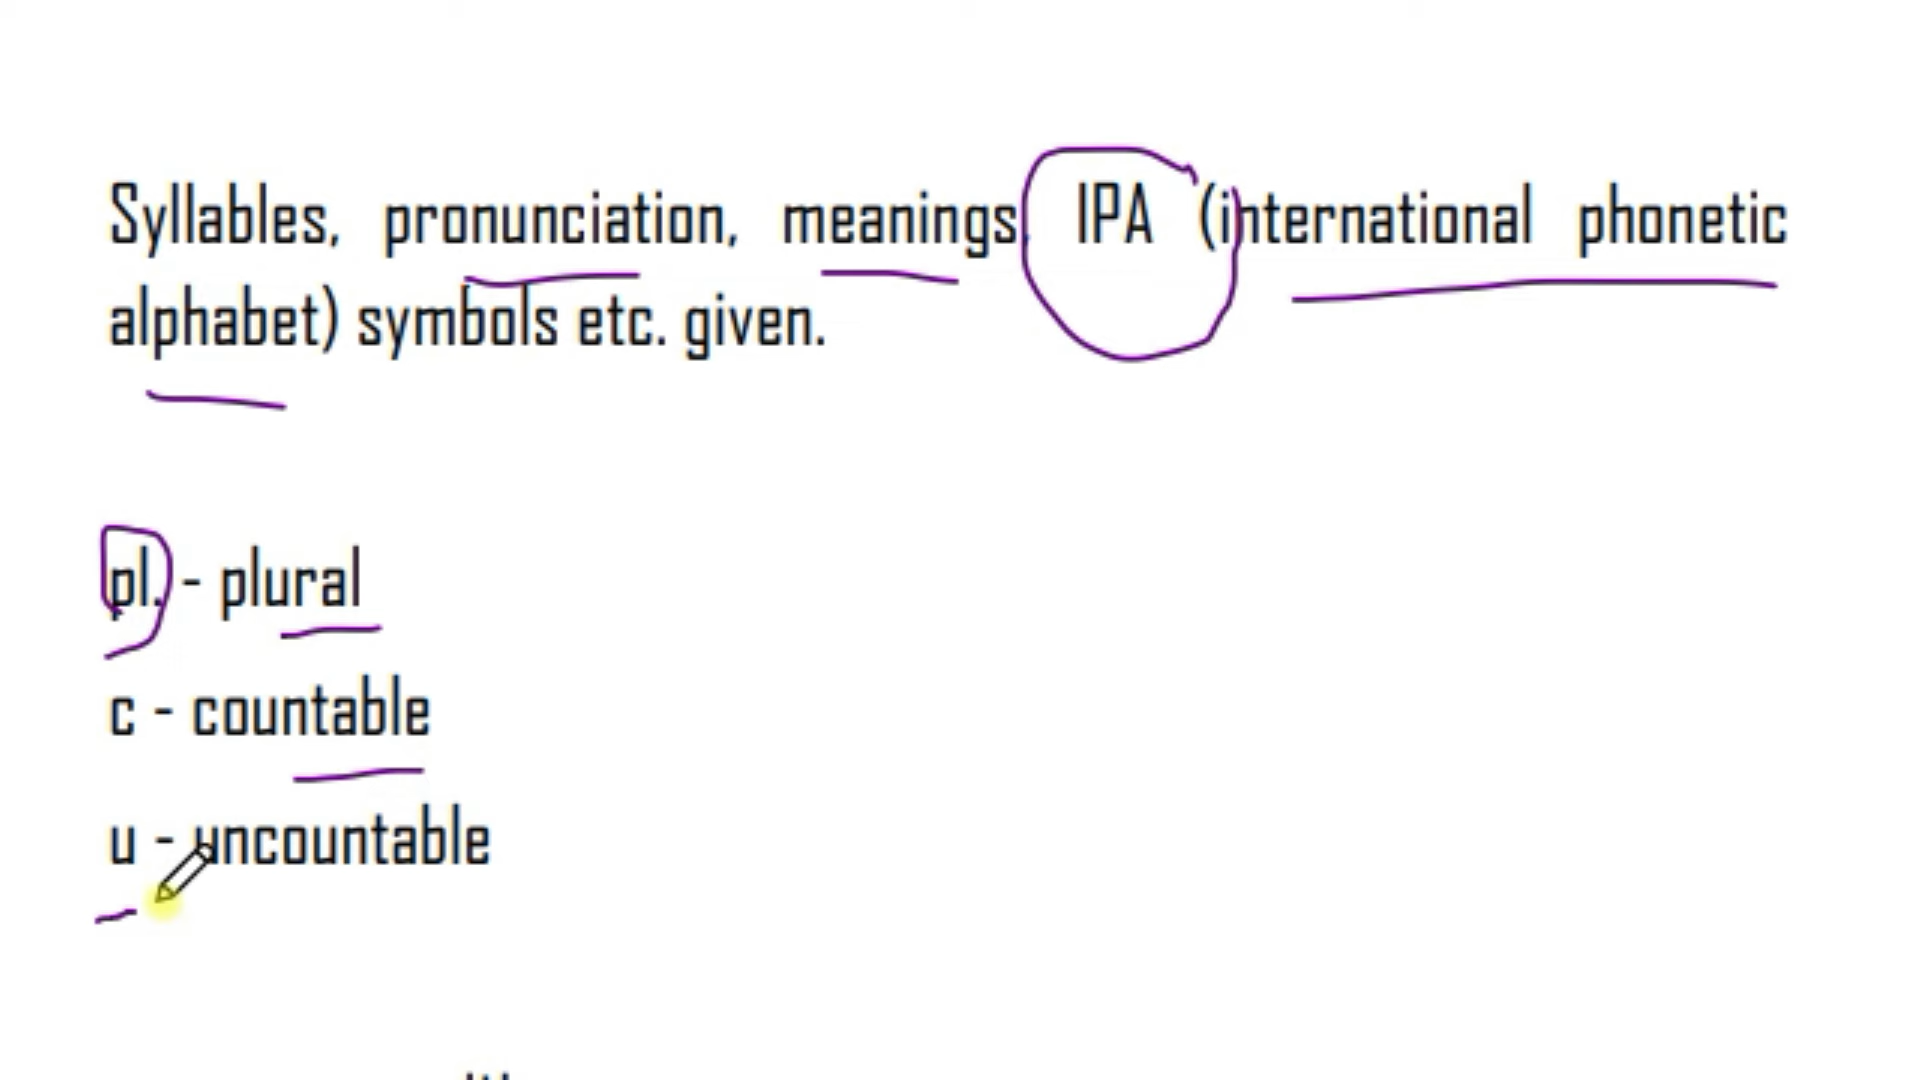 Syllables, pronunciation, meanings, IPA (international phonetic
alphabet) symbols etc. given.
pl. - plural
c - countable
u - uncountable